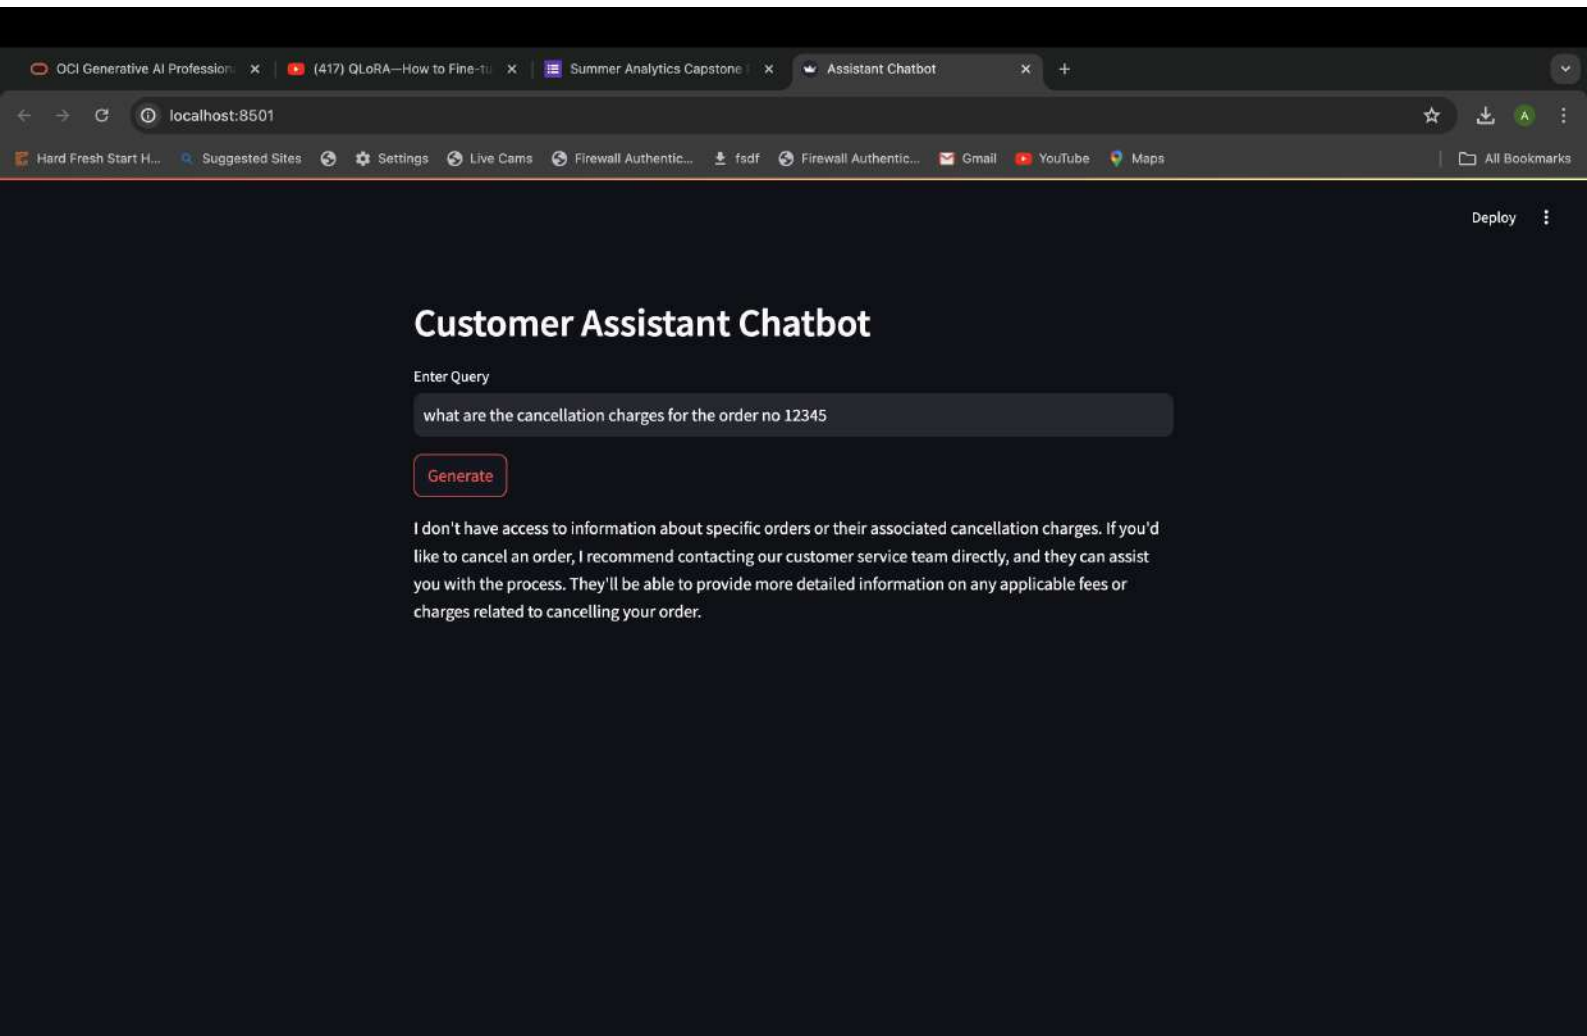 OCI Generative AI Profession
(417) QLoRA—How to Fine-tu
Summer Analytics Capstone
Assistant Chatbot
localhost:8501
A
Hard Fresh Start H...
Suggested Sites
Settings
Live Cams
Firewall Authentic...
fsdf
Firewall Authentic...
Gmail
YouTube
Maps
All Bookmarks
Deploy
Customer Assistant Chatbot
Enter Query
what are the cancellation charges for the order no 12345
Generate
I don't have access to information about specific orders or their associated cancellation charges. If you'd
like to cancel an order, I recommend contacting our customer service team directly, and they can assist
you with the process. They'll be able to provide more detailed information on any applicable fees or
charges related to cancelling your order.